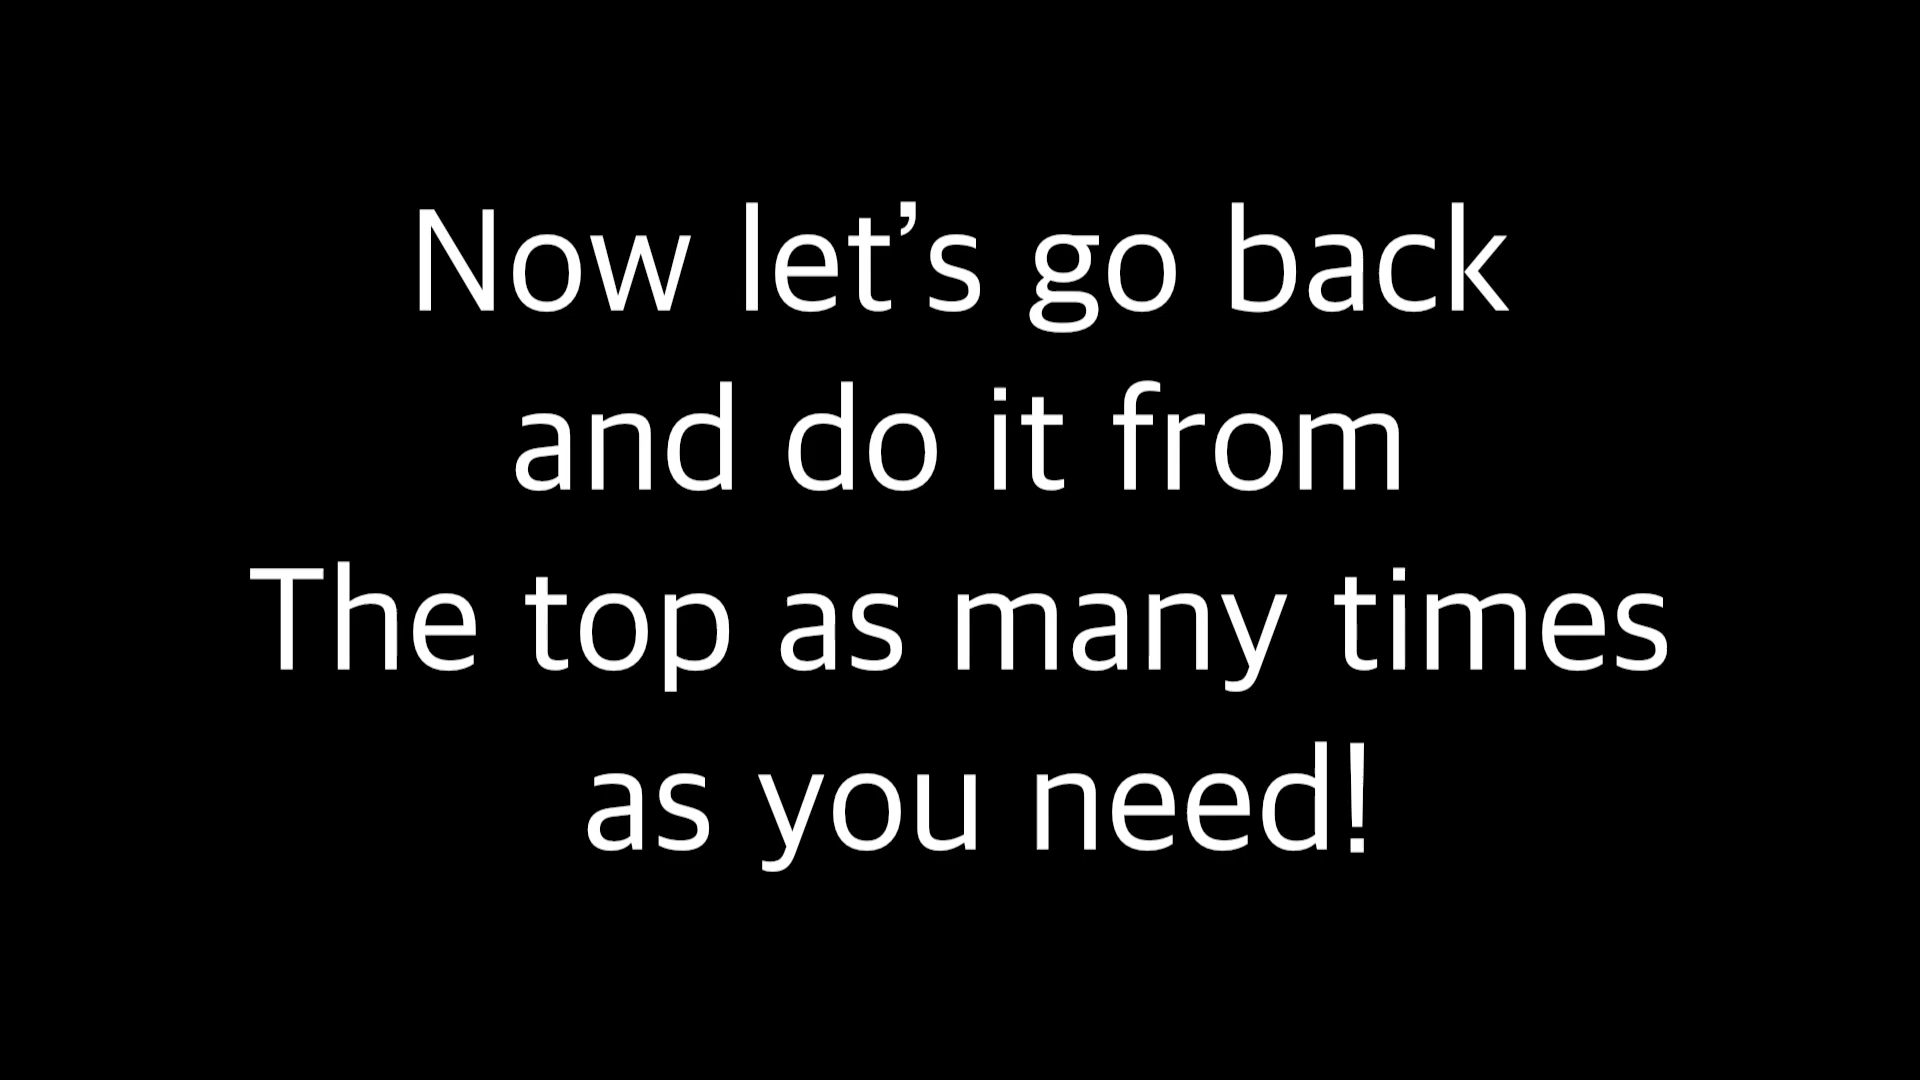 Now let’s go back
and do it from
The top as many times
as you need!